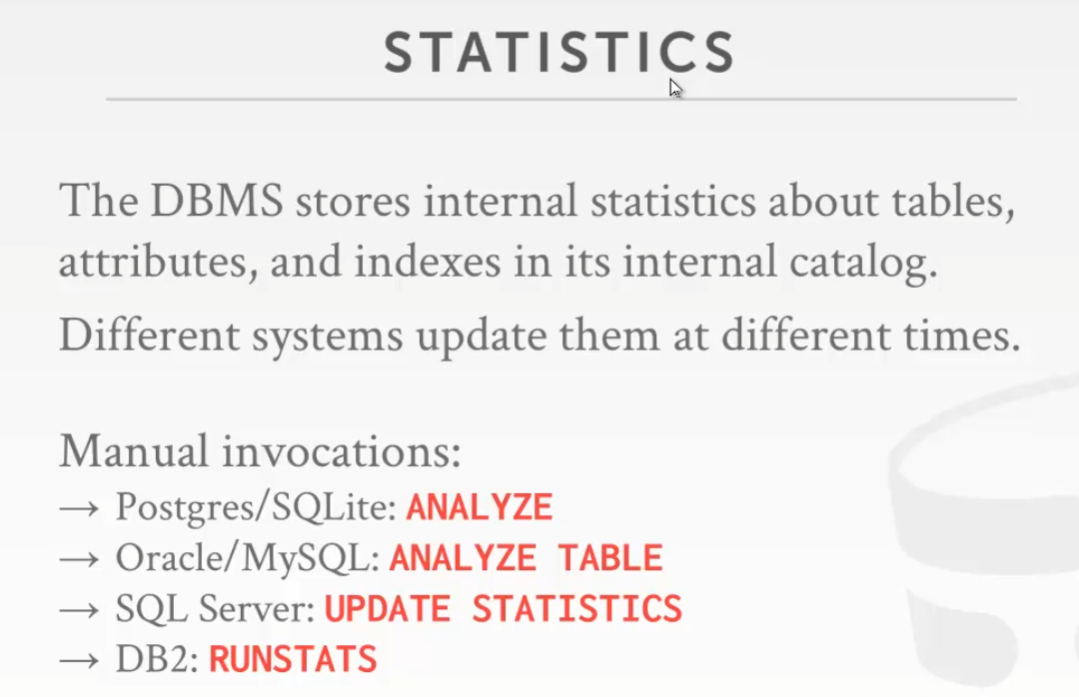 STATISTICS
The DBMS stores internal statistics about tables,
attributes, and indexes in its internal catalog.
Different systems update them at different times.
Manual invocations:
→ Postgres/SQLite: ANALYZE
→ Oracle/MySQL: ANALYZE TABLE
→ SQL Server: UPDATE STATISTICS
→ DB2: RUNSTATS